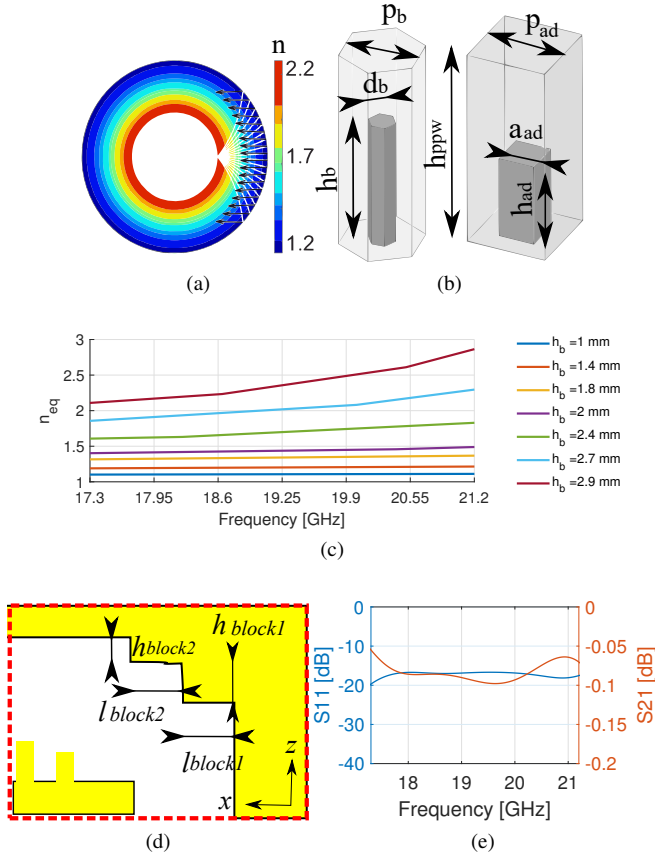 n
2.2
1.7
1.2
(a)
p_b
d_b
h_b
h_ppw
p_ad
a_ad
h_ad
(b)
3
2.5
2
1.5
1
n_eq
17.3 17.95 18.6 19.25 19.9 20.55 21.2
Frequency [GHz]
h_b =1 mm
h_b =1.4 mm
h_b =1.8 mm
h_b =2 mm
h_b =2.4 mm
h_b =2.7 mm
h_b =2.9 mm
(c)
h block1
h block2
l block2
l block1
z
x
(d)
0
-10
-20
-30
-40
S11 [dB]
0
-0.05
-0.1
-0.15
-0.2
S21 [dB]
18 19 20 21
Frequency [GHz]
(e)